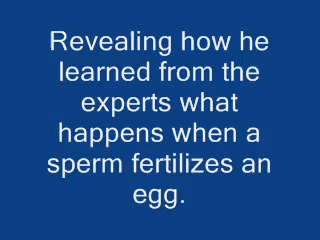 Revealing how he
learned from the
experts what
happens when a
sperm fertilizes an
egg.